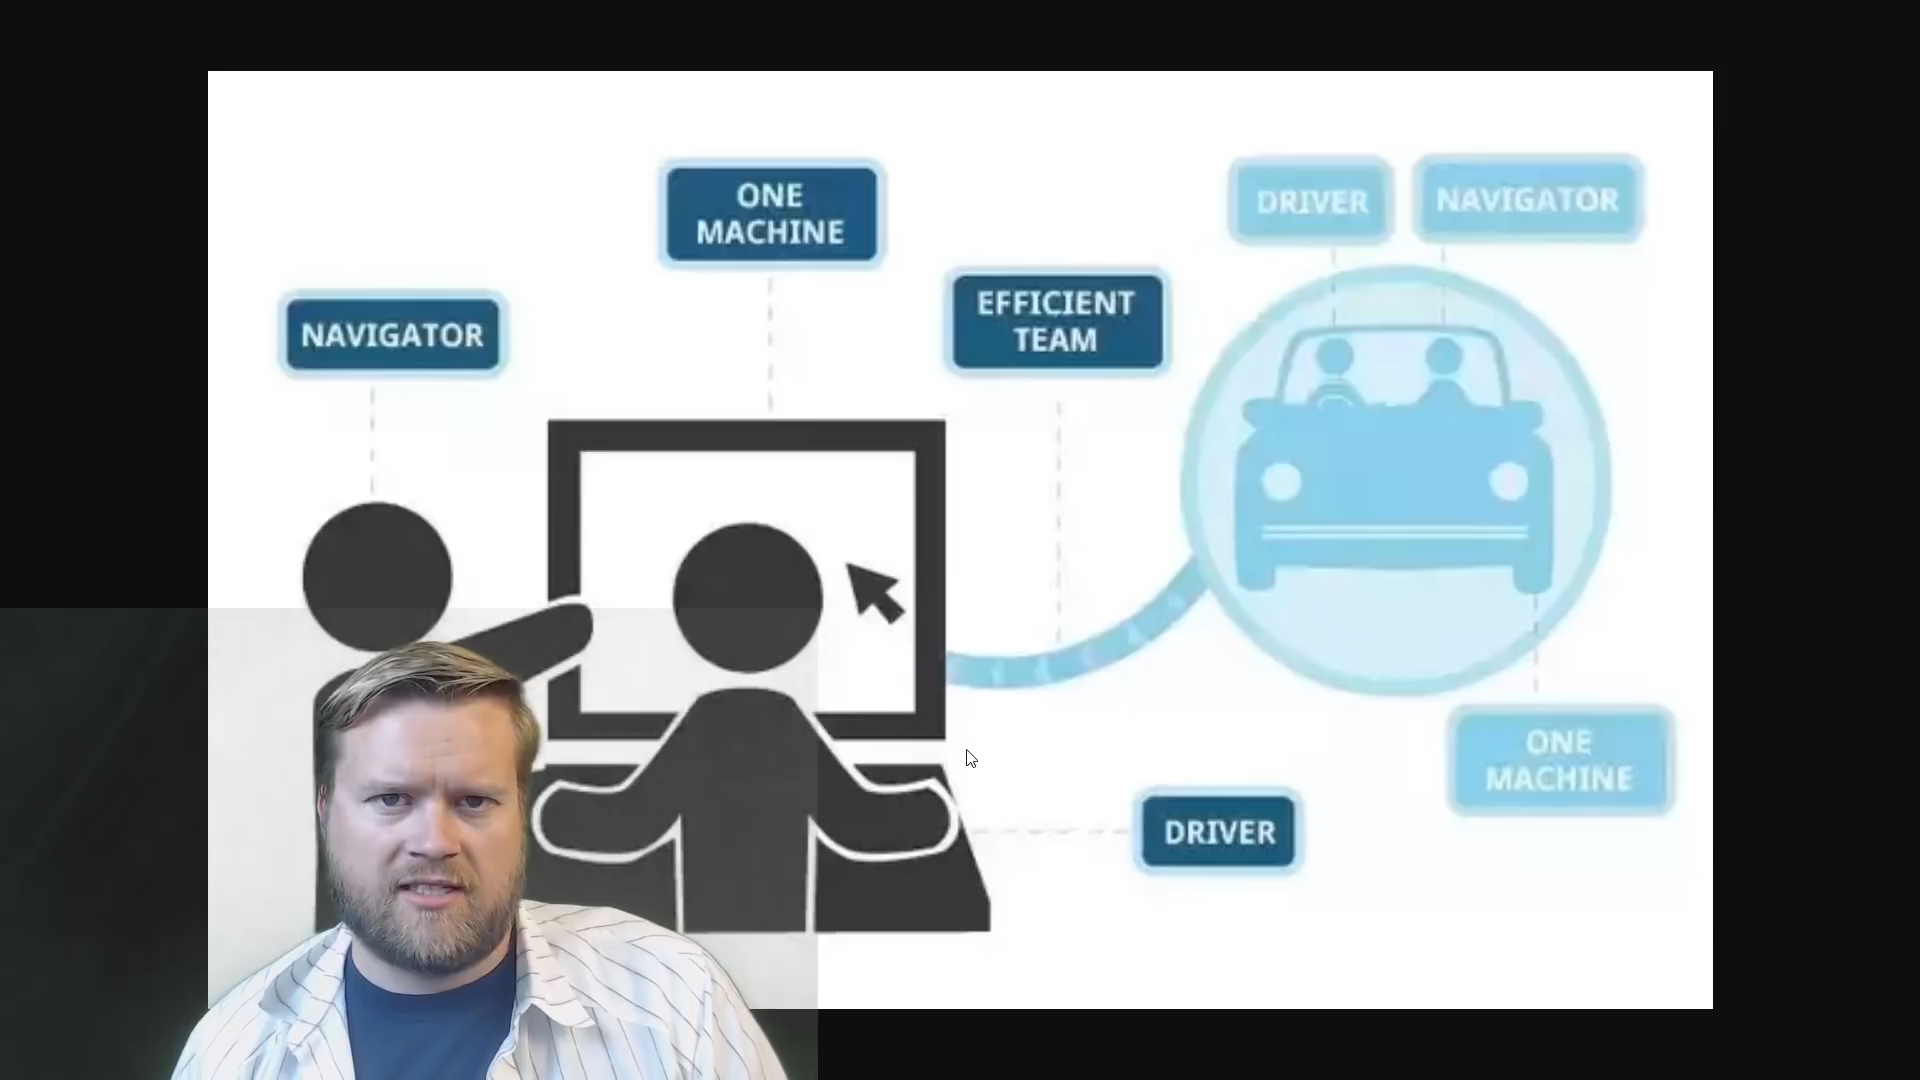 ONE
MACHINE
DRIVER
NAVIGATOR
EFFICIENT
TEAM
NAVIGATOR
ONE
MACHINE
DRIVER